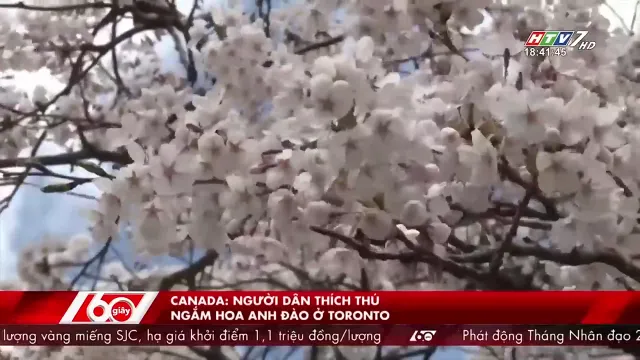 HTV7 HD
18:41:45
60 giây
CANADA: NGƯỜI DÂN THÍCH THÚ
NGẮM HOA ANH ĐÀO Ở TORONTO
lượng vàng miếng SJC, hạ giá khởi điểm 1,1 triệu đồng/lượng 60 Phát động Tháng Nhân đạo 2